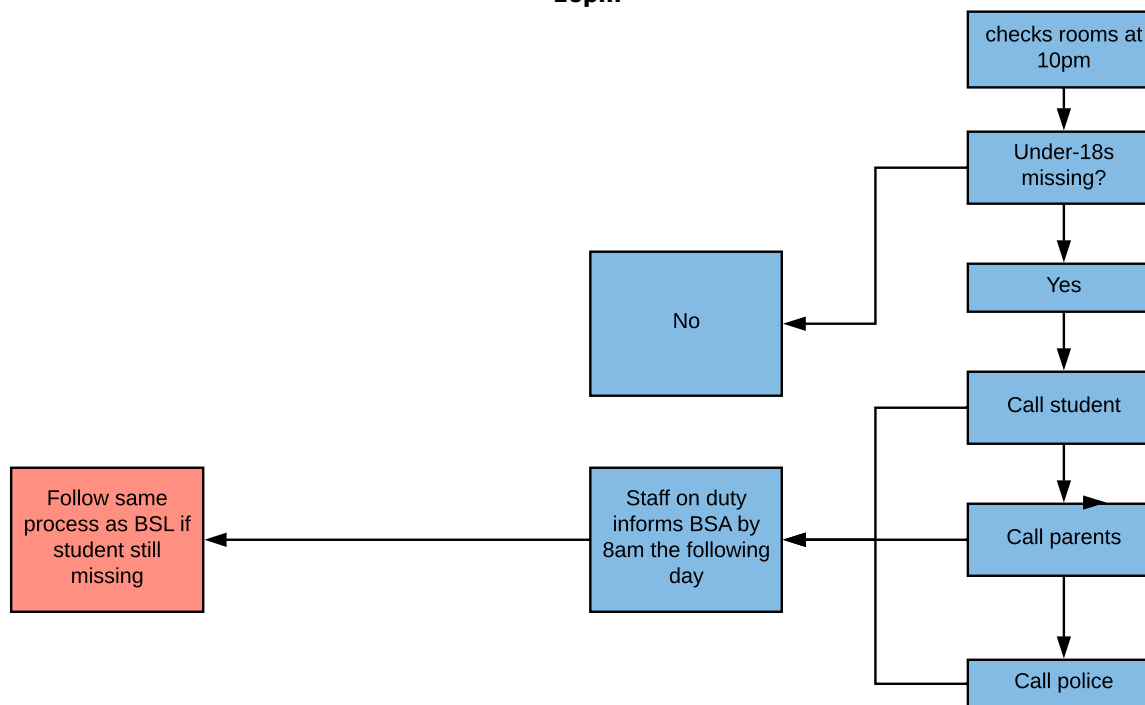 checks rooms at
10pm
Under-18s
missing?
Yes
No
Call student
Follow same
process as BSL if
student still
missing
Staff on duty
informs BSA by
8am the following
day
Call parents
Call police